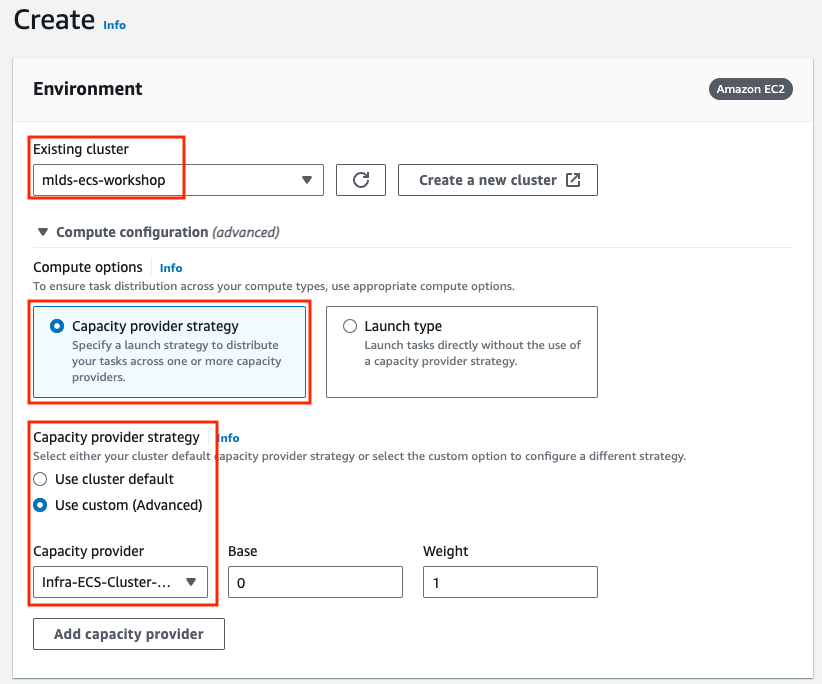 Create Info
Environment
Amazon EC2
Existing cluster
mlds-ecs-workshop
Create a new cluster
Compute configuration (advanced)
Compute options Info
To ensure task distribution across your compute types, use appropriate compute options.
Capacity provider strategy
Specify a launch strategy to distribute
your tasks across one or more capacity
providers.
Launch type
Launch tasks directly without the use of
a capacity provider strategy.
Capacity provider strategy Info
Select either your cluster default capacity provider strategy or select the custom option to configure a different strategy.
Use cluster default
Use custom (Advanced)
Capacity provider Base Weight
Infra-ECS-Cluster-... 0 1
Add capacity provider